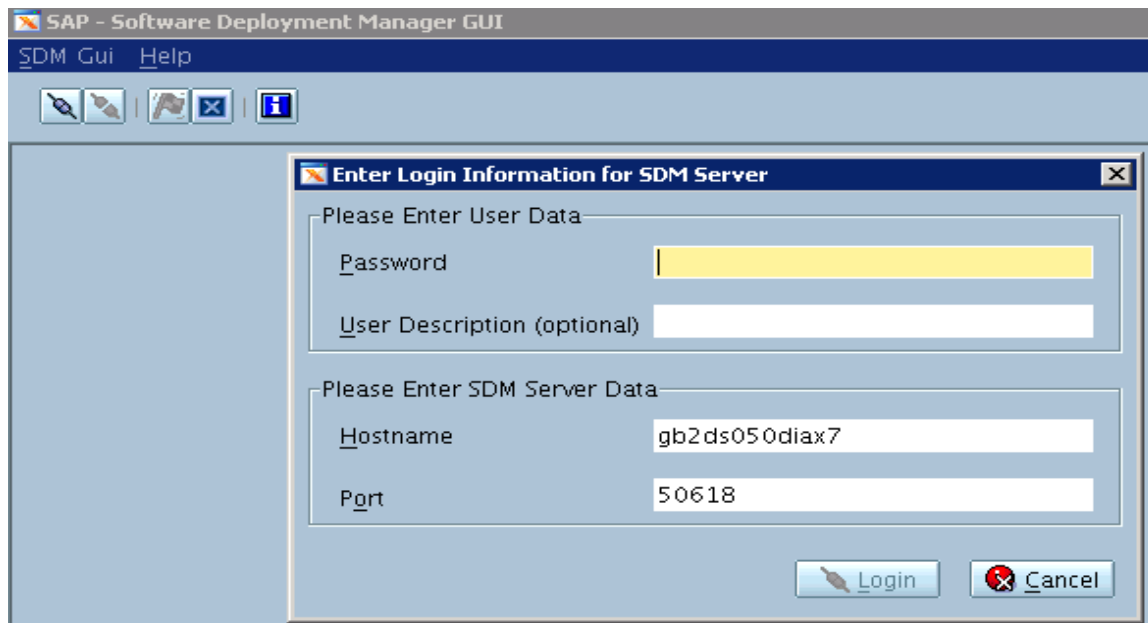 SAP - Software Deployment Manager GUI
SDM Gui Help
Enter Login Information for SDM Server
Please Enter User Data
Password
User Description (optional)
Please Enter SDM Server Data
Hostname gb2ds050diax7
Port 50618
Login Cancel